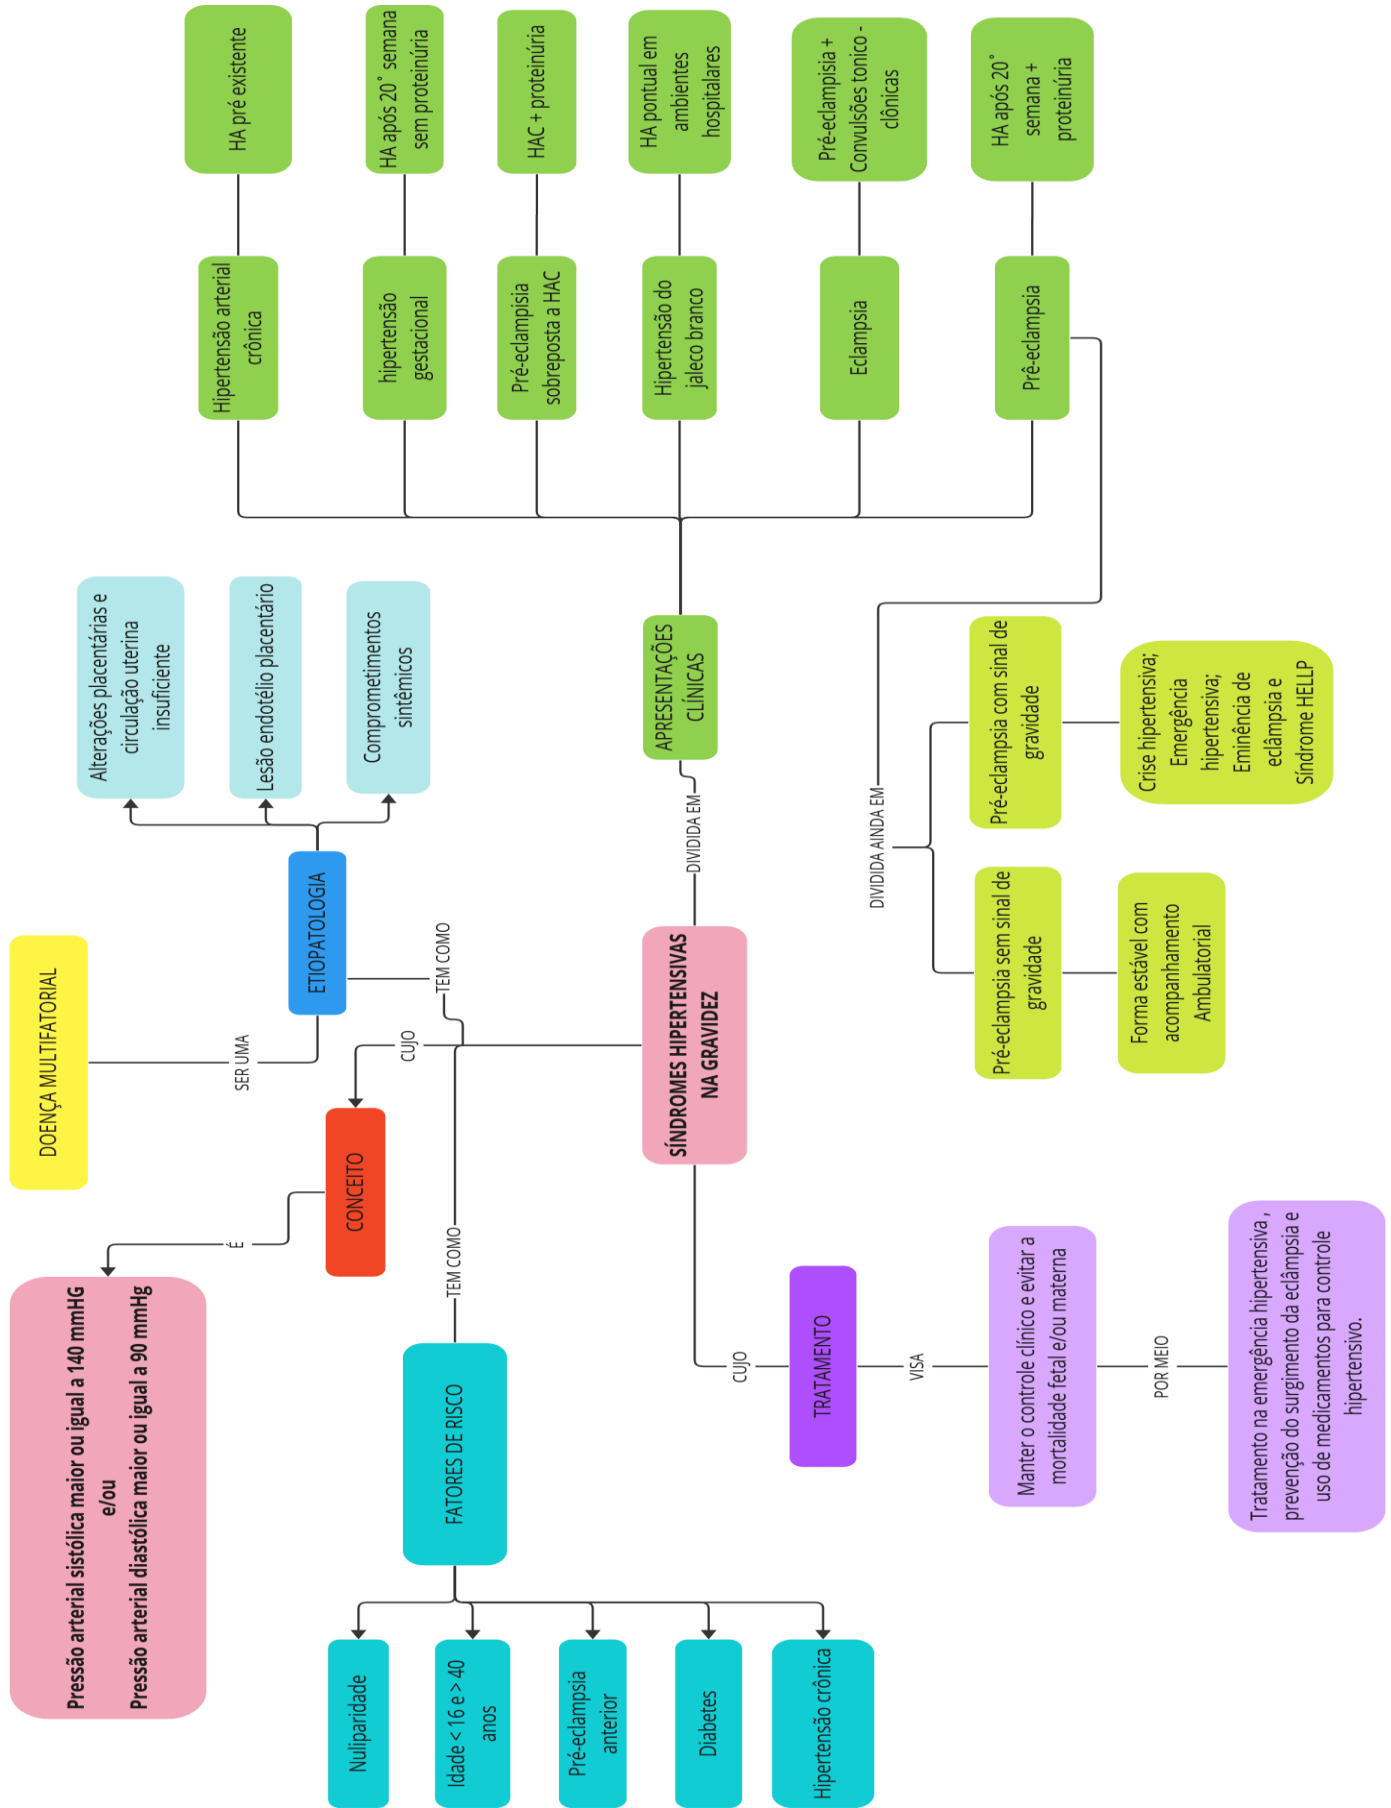 Pressão arterial sistólica maior ou igual a 140 mmHG
e/ou
Pressão arterial diastólica maior ou igual a 90 mmHg
É
CONCEITO
CUJO
DOENÇA MULTIFATORIAL
SER UMA
ETIOPATOLOGIA
TEM COMO
Alterações placentárias e
circulação uterina
insuficiente
Lesão endotélio placentário
Comprometimentos
sintêmicos
FATORES DE RISCO
TEM COMO
Nuliparidade
Idade < 16 e > 40
anos
Pré-eclampsia
anterior
Diabetes
Hipertensão crônica
SÍNDROMES HIPERTENSIVAS
NA GRAVIDEZ
DIVIDIDA EM
APRESENTAÇÕES
CLÍNICAS
Hipertensão arterial
crônica
HA pré existente
hipertensão
gestacional
HA após 20° semana
sem proteinúria
Pré-eclampisia
sobreposta a HAC
HAC + proteinúria
Hipertensão do
jaleco branco
HA pontual em
ambientes
hospitalares
Eclampsia
Pré-eclampisia +
Convulsões tonico -
clônicas
Prê-eclampsia
HA após 20°
semana +
proteinúria
DIVIDIDA AINDA EM
Pré-eclampsia sem sinal de
gravidade
Forma estável com
acompanhamento
Ambulatorial
Pré-eclampsia com sinal de
gravidade
Crise hipertensiva;
Emergência
hipertensiva;
Eminência de
eclâmpsia e
Síndrome HELLP
CUJO
TRATAMENTO
VISA
Manter o controle clínico e evitar a
mortalidade fetal e/ou materna
POR MEIO
Tratamento na emergência hipertensiva ,
prevenção do surgimento da eclâmpsia e
uso de medicamentos para controle
hipertensivo.